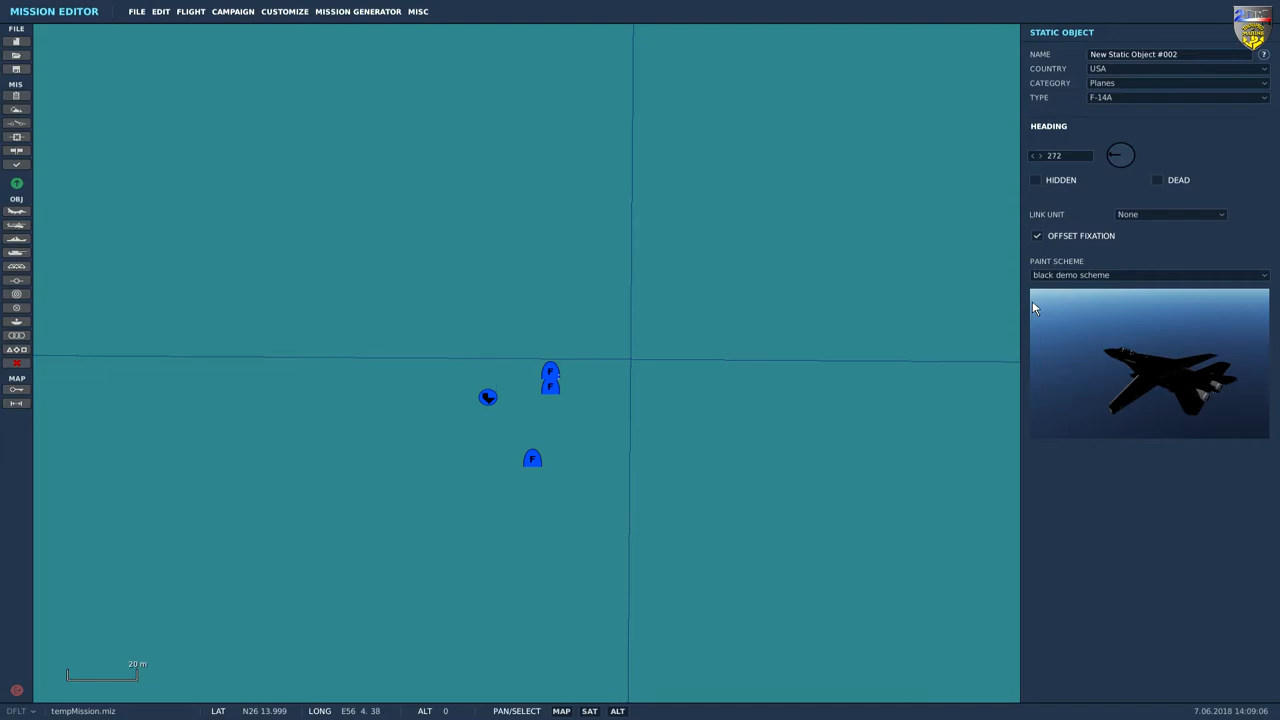 MISSION EDITOR FILE EDIT FLIGHT CAMPAIGN CUSTOMIZE MISSION GENERATOR MISC
FILE
MIS
OBJ
MAP
STATIC OBJECT
NAME New Static Object #002 ?
COUNTRY USA
CATEGORY Planes
TYPE F-14A
HEADING
< > 272
HIDDEN DEAD
LINK UNIT None
OFFSET FIXATION
PAINT SCHEME
black demo scheme
F
F
F
20 m
DFLT tempMission.miz LAT N26 13.999 LONG E56 4. 38 ALT 0 PAN/SELECT MAP SAT ALT 7.06.2018 14:09:06